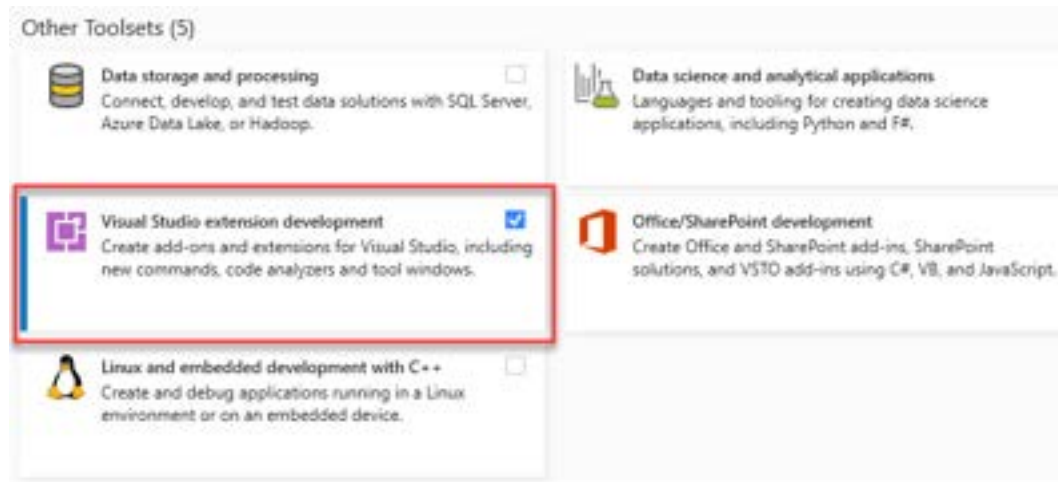 Other Toolsets (5)
Data storage and processing
Connect, develop, and test data solutions with SQL Server,
Azure Data Lake, or Hadoop.
Data science and analytical applications
Languages and tooling for creating data science
applications, including Python and F#.
Visual Studio extension development
Create add-ons and extensions for Visual Studio, including
new commands, code analyzers and tool windows.
Office/SharePoint development
Create Office and SharePoint add-ins, SharePoint
solutions, and VSTO add-ins using C#, VB, and JavaScript.
Linux and embedded development with C++
Create and debug applications running in a Linux
environment or on an embedded device.